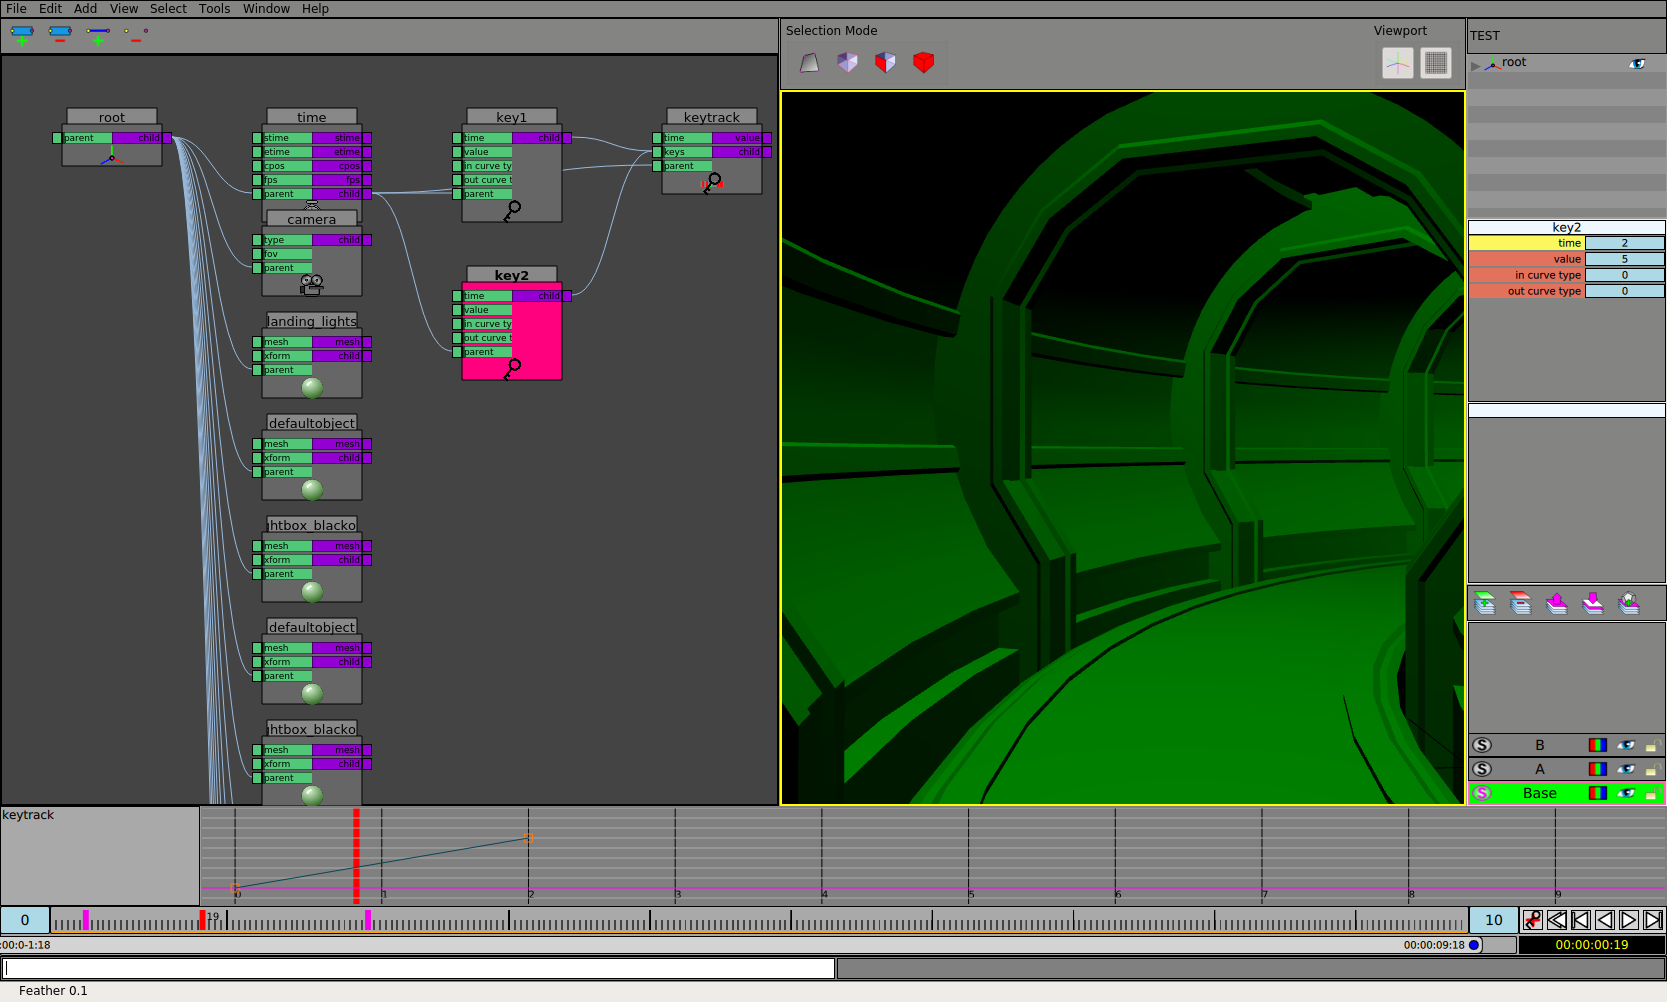 File Edit Add View Select Tools Window Help
Selection Mode
Viewport
TEST
root
root
parent child
time
stime stime
etime etime
cpos cpos
fps fps
parent child
key1
time child
value
in curve ty
out curve t
parent
keytrack
time value
keys child
parent
camera
type child
fov
parent
key2
time child
value
in curve ty
out curve t
parent
landing_lights
mesh mesh
xform child
parent
defaultobject
mesh mesh
xform child
parent
ghtbox_blacko
mesh mesh
xform child
parent
defaultobject
mesh mesh
xform child
parent
ghtbox_blacko
mesh mesh
xform child
parent
key2
time 2
value 5
in curve type 0
out curve type 0
S B
S A
S Base
keytrack
0 1 2 3 4 5 6 7 8 9
0 19 10
:00:0-1:18 00:00:09:18 00:00:00:19
Feather 0.1